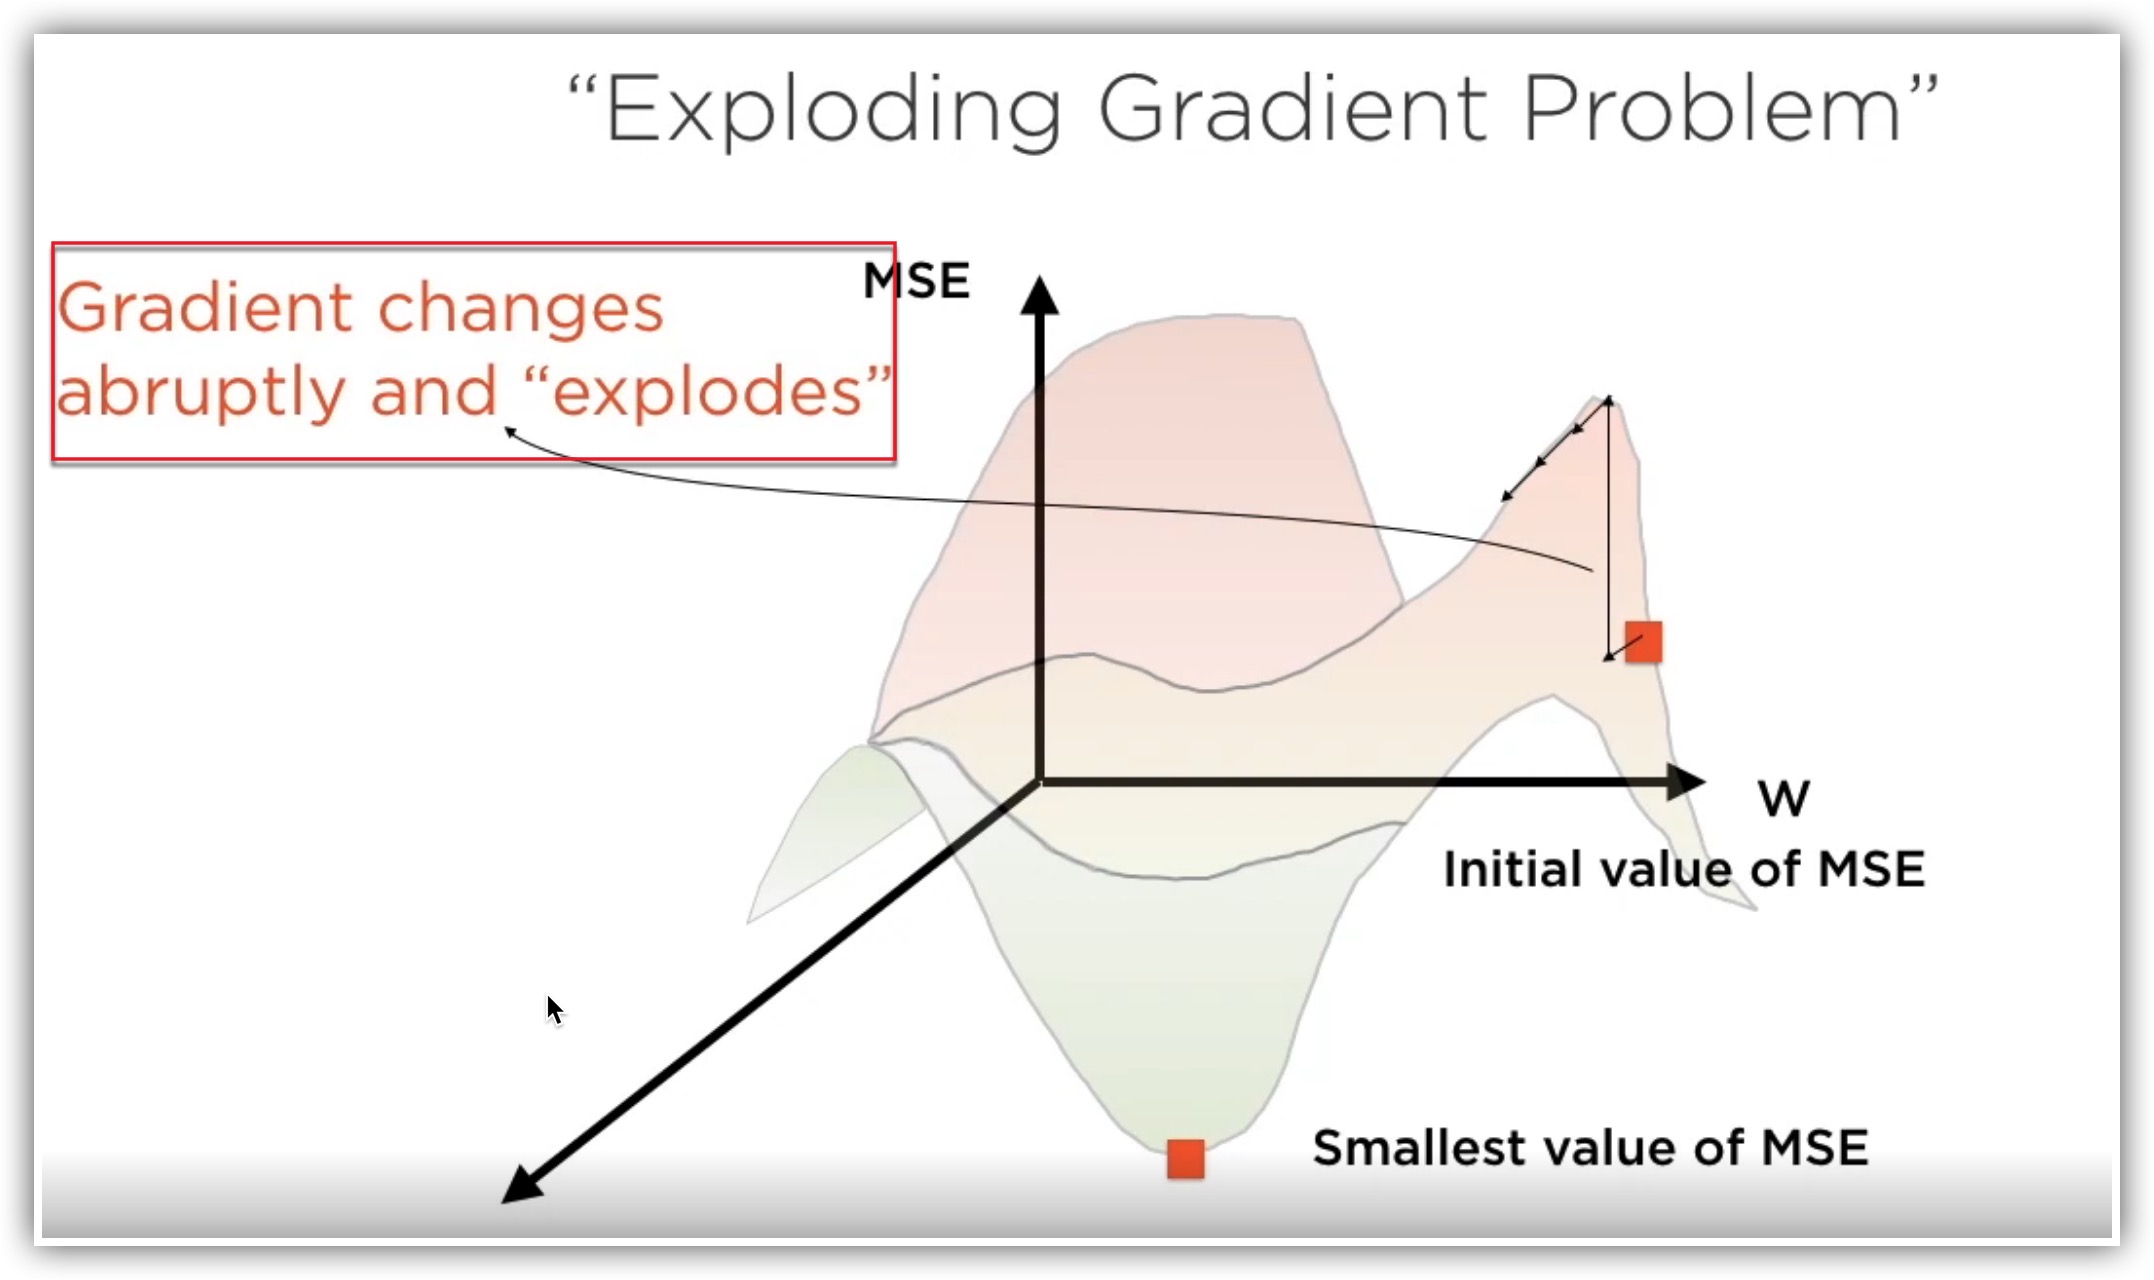 “Exploding Gradient Problem”
Gradient changes
abruptly and “explodes”
MSE
W
Initial value of MSE
Smallest value of MSE